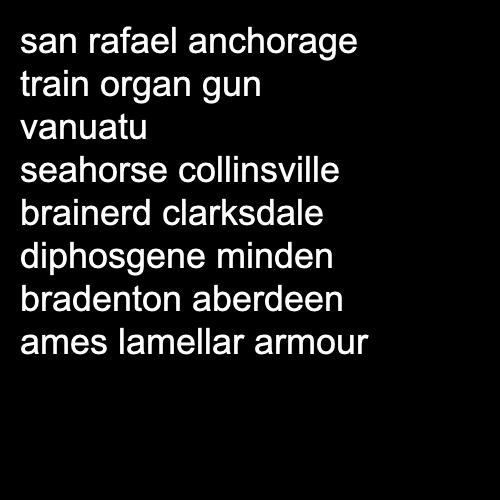 san rafael anchorage
train organ gun
vanuatu
seahorse collinsville
brainerd clarksdale
diphosgene minden
bradenton aberdeen
ames lamellar armour